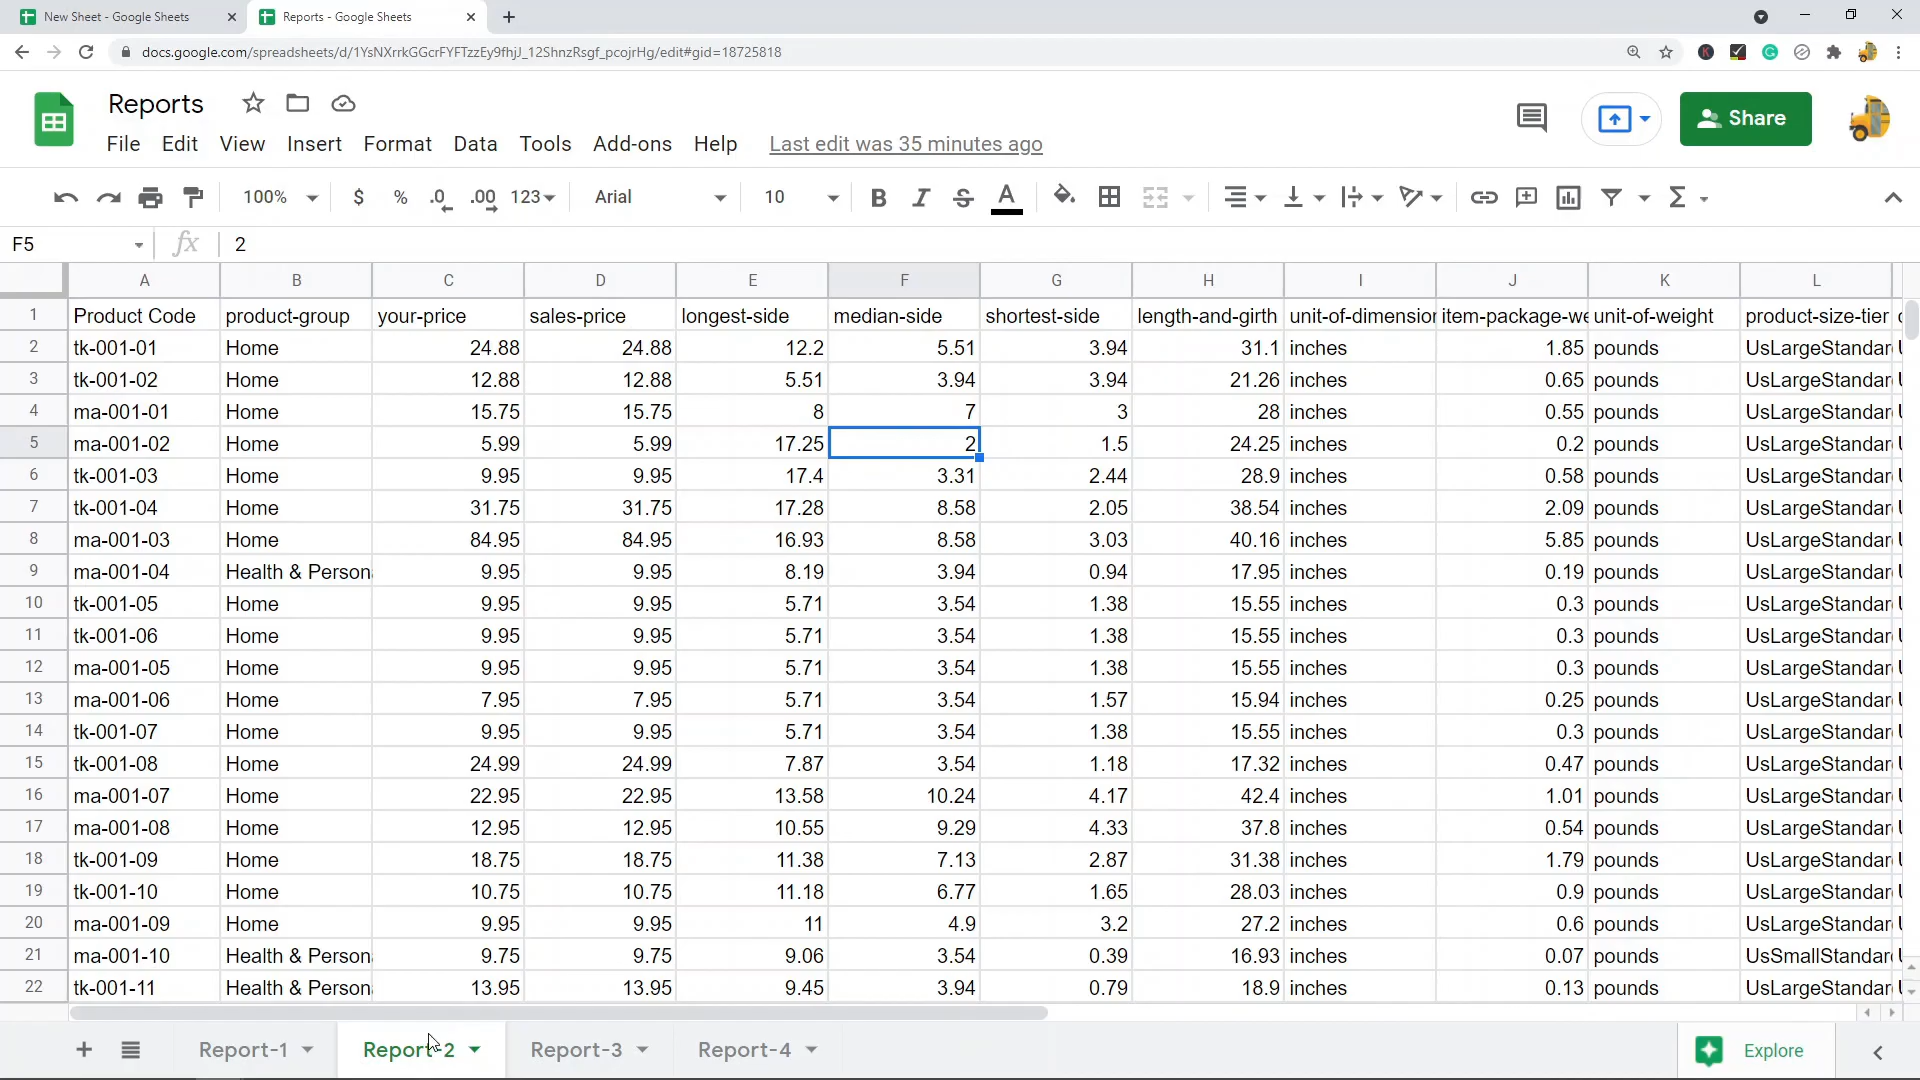 New Sheet - Google Sheets
Reports - Google Sheets
docs.google.com/spreadsheets/d/1YsNXrrkGGcrFYFTzzEy9fhjJ_12ShnzRsgf_pcojrHg/edit#gid=18725818
Reports
Share
File Edit View Insert Format Data Tools Add-ons Help Last edit was 35 minutes ago
100% $ % .0 .00 123 Arial 10 B I S A Σ
F5 fx 2
A B C D E F G H I J K L
1 Product Code product-group your-price sales-price longest-side median-side shortest-side length-and-girth unit-of-dimension item-package-we unit-of-weight product-size-tier
2 tk-001-01 Home 24.88 24.88 12.2 5.51 3.94 31.1 inches 1.85 pounds UsLargeStandar
3 tk-001-02 Home 12.88 12.88 5.51 3.94 3.94 21.26 inches 0.65 pounds UsLargeStandar
4 ma-001-01 Home 15.75 15.75 8 7 3 28 inches 0.55 pounds UsLargeStandar
5 ma-001-02 Home 5.99 5.99 17.25 2 1.5 24.25 inches 0.2 pounds UsLargeStandar
6 tk-001-03 Home 9.95 9.95 17.4 3.31 2.44 28.9 inches 0.58 pounds UsLargeStandar
7 tk-001-04 Home 31.75 31.75 17.28 8.58 2.05 38.54 inches 2.09 pounds UsLargeStandar
8 ma-001-03 Home 84.95 84.95 16.93 8.58 3.03 40.16 inches 5.85 pounds UsLargeStandar
9 ma-001-04 Health & Person 9.95 9.95 8.19 3.94 0.94 17.95 inches 0.19 pounds UsLargeStandar
10 tk-001-05 Home 9.95 9.95 5.71 3.54 1.38 15.55 inches 0.3 pounds UsLargeStandar
11 tk-001-06 Home 9.95 9.95 5.71 3.54 1.38 15.55 inches 0.3 pounds UsLargeStandar
12 ma-001-05 Home 9.95 9.95 5.71 3.54 1.38 15.55 inches 0.3 pounds UsLargeStandar
13 ma-001-06 Home 7.95 7.95 5.71 3.54 1.57 15.94 inches 0.25 pounds UsLargeStandar
14 tk-001-07 Home 9.95 9.95 5.71 3.54 1.38 15.55 inches 0.3 pounds UsLargeStandar
15 tk-001-08 Home 24.99 24.99 7.87 3.54 1.18 17.32 inches 0.47 pounds UsLargeStandar
16 ma-001-07 Home 22.95 22.95 13.58 10.24 4.17 42.4 inches 1.01 pounds UsLargeStandar
17 ma-001-08 Home 12.95 12.95 10.55 9.29 4.33 37.8 inches 0.54 pounds UsLargeStandar
18 tk-001-09 Home 18.75 18.75 11.38 7.13 2.87 31.38 inches 1.79 pounds UsLargeStandar
19 tk-001-10 Home 10.75 10.75 11.18 6.77 1.65 28.03 inches 0.9 pounds UsLargeStandar
20 ma-001-09 Home 9.95 9.95 11 4.9 3.2 27.2 inches 0.6 pounds UsLargeStandar
21 ma-001-10 Health & Person 9.75 9.75 9.06 3.54 0.39 16.93 inches 0.07 pounds UsSmallStandar
22 tk-001-11 Health & Person 13.95 13.95 9.45 3.94 0.79 18.9 inches 0.13 pounds UsLargeStandar
Report-1 Report-2 Report-3 Report-4 Explore